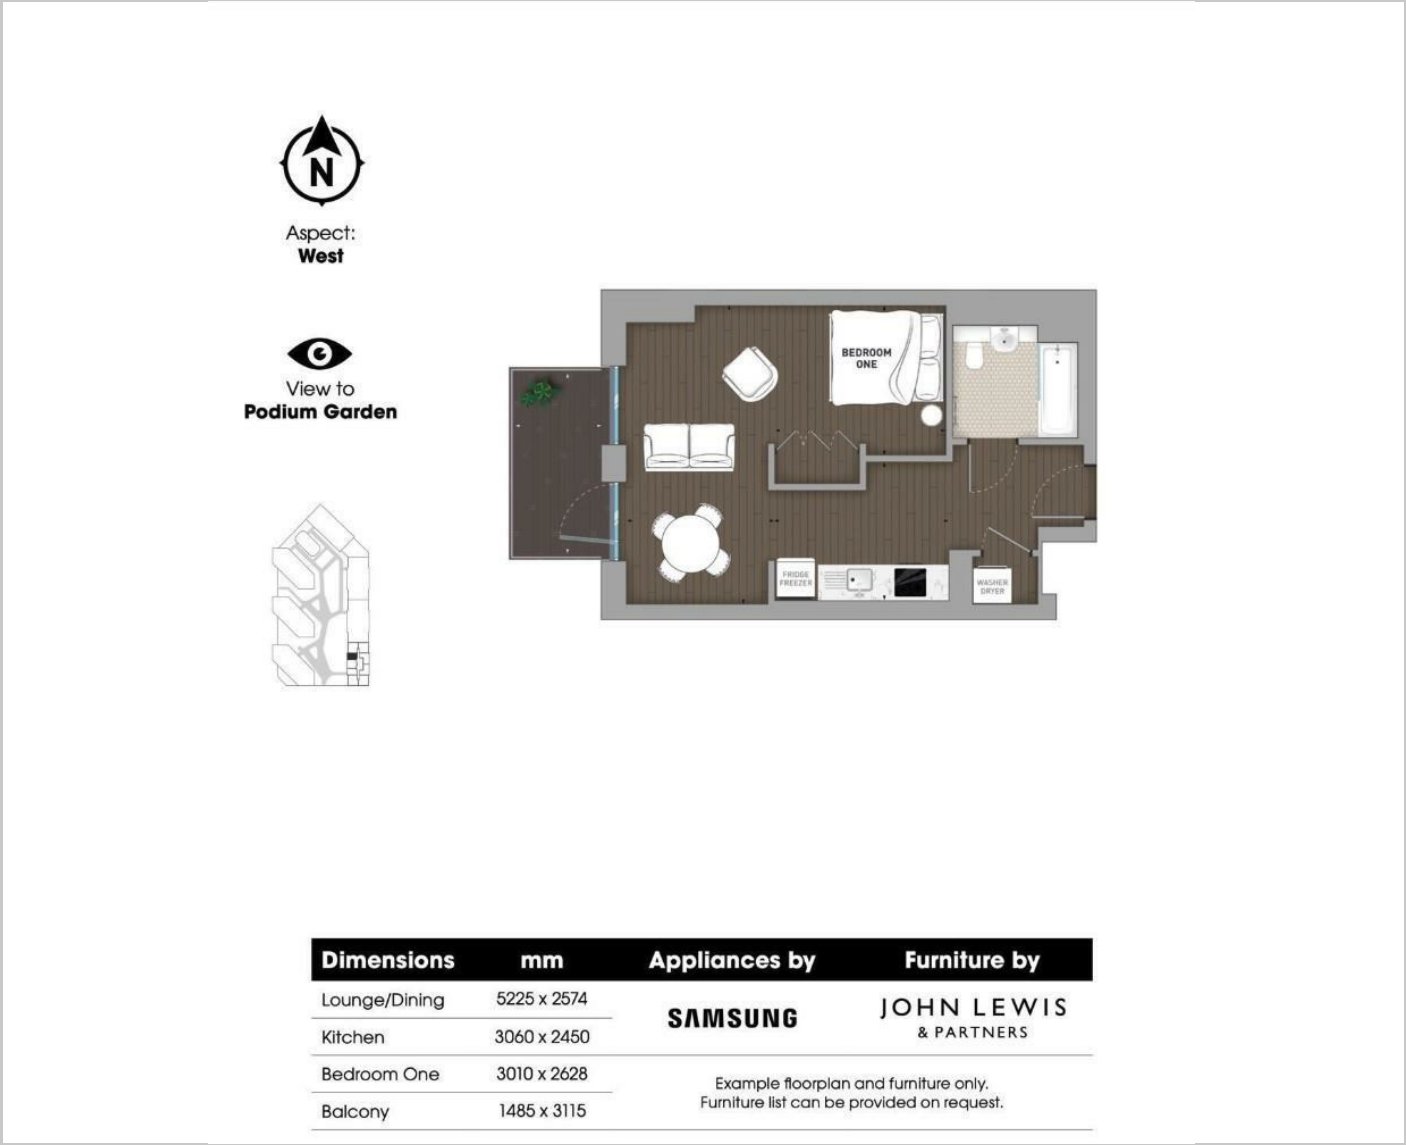 N
Aspect:
West
View to
Podium Garden
BEDROOM
ONE
FRIDGE
FREEZER
WASHER
DRYER
Dimensions mm Appliances by Furniture by
Lounge/Dining 5225 x 2574
Kitchen 3060 x 2450
Bedroom One 3010 x 2628
Balcony 1485 x 3115
SAMSUNG
JOHN LEWIS
& PARTNERS
Example floorplan and furniture only.
Furniture list can be provided on request.